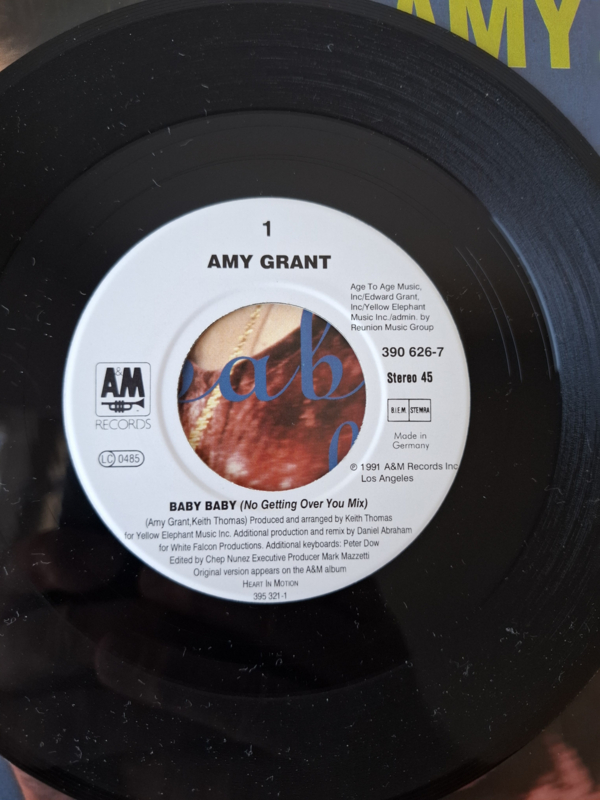 AMY
1
AMY GRANT
Age To Age Music,
Inc/Edward Grant,
Inc/Yellow Elephant
Music Inc./admin. by
Reunion Music Group
390 626-7
Stereo 45
B.I.E.M. STEMRA
Made in
Germany
℗ 1991 A&M Records Inc,
Los Angeles
A&M
RECORDS
LC 0485
eab
BABY BABY (No Getting Over You Mix)
(Amy Grant,Keith Thomas) Produced and arranged by Keith Thomas
for Yellow Elephant Music Inc. Additional production and remix by Daniel Abraham
for White Falcon Productions. Additional keyboards: Peter Dow
Edited by Chep Nunez Executive Producer Mark Mazzetti
Original version appears on the A&M album
HEART IN MOTION
395 321-1